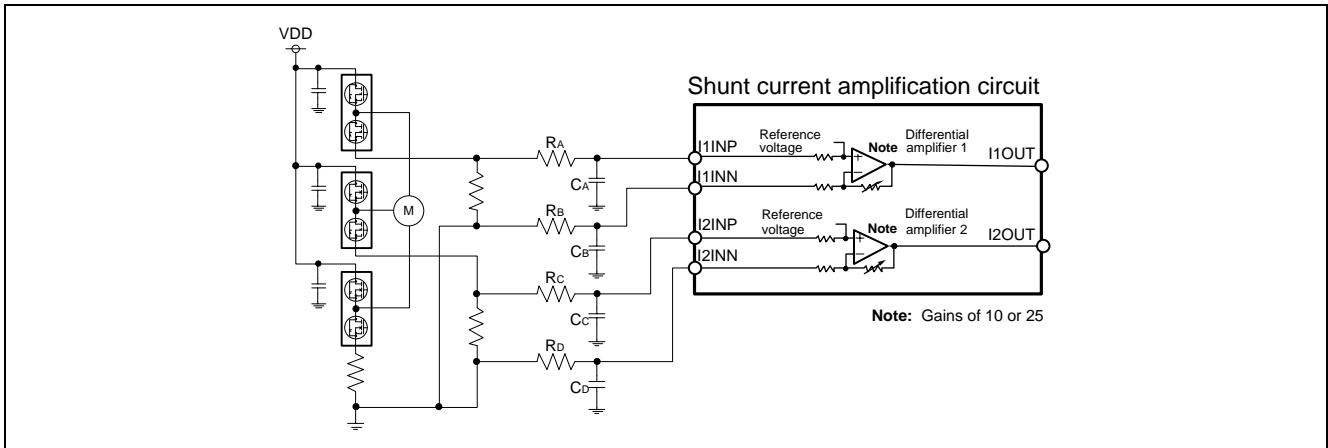 VDD
Shunt current amplification circuit
M
RA
CA
RB
CB
RC
CC
RD
CD
I1INP
I1INN
I2INP
I2INN
Reference
voltage
Note
Differential
amplifier 1
I1OUT
Reference
voltage
Note
Differential
amplifier 2
I2OUT
Note: Gains of 10 or 25